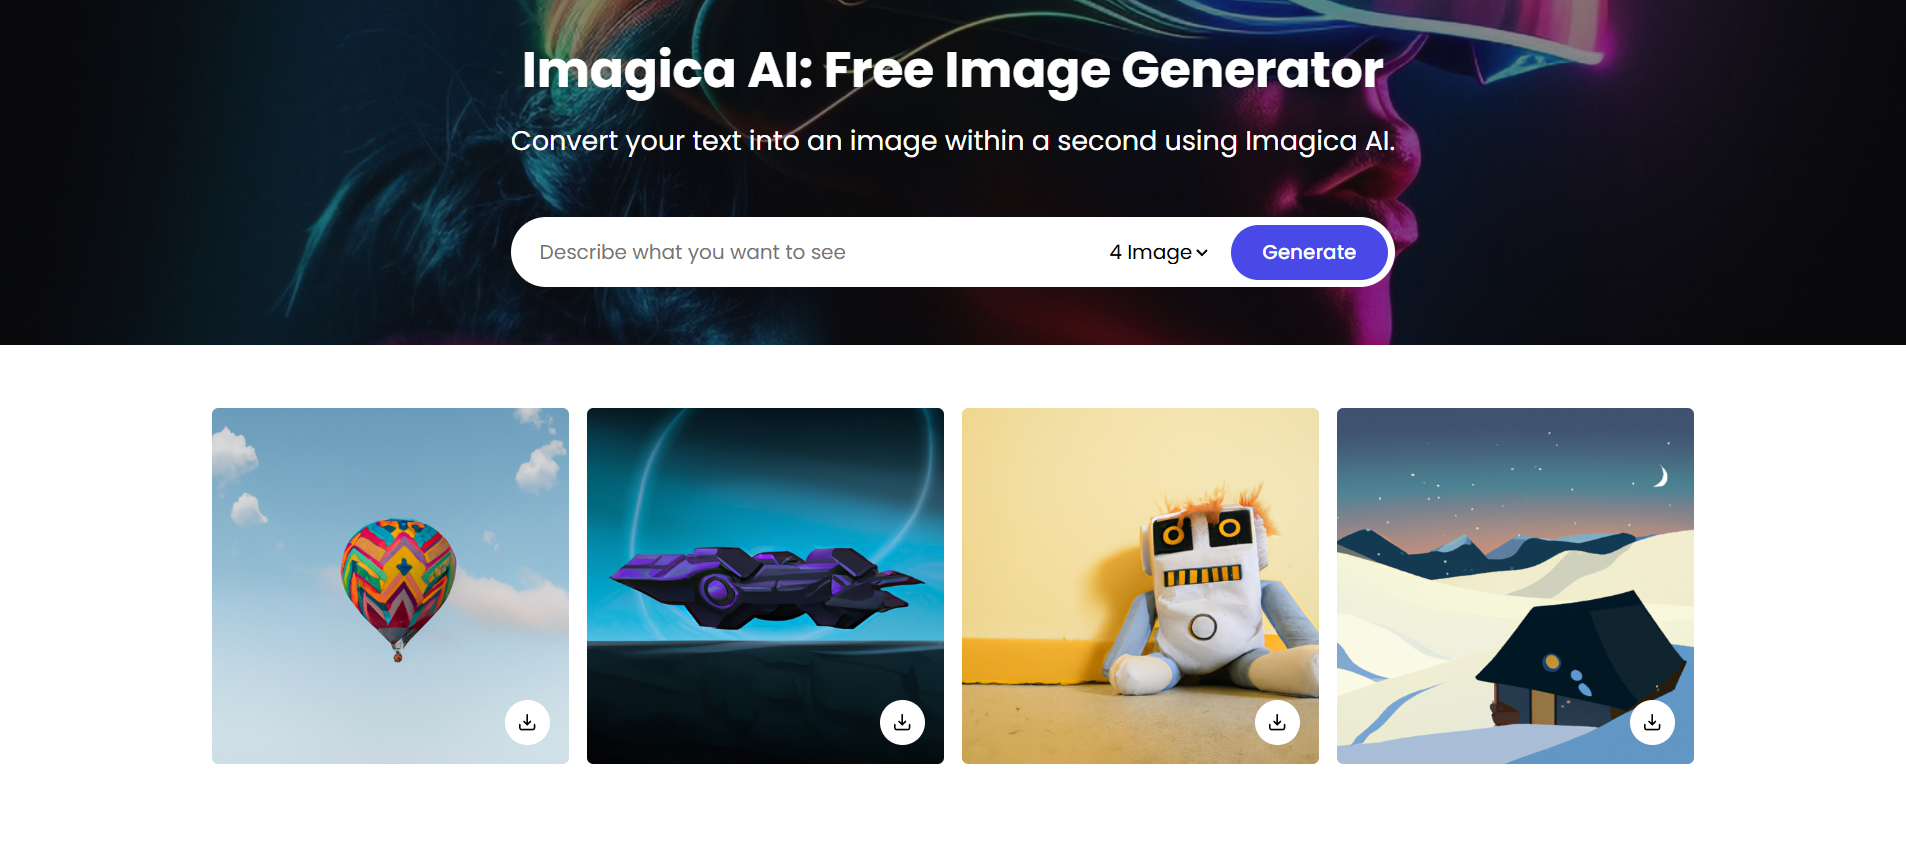 Imagica AI: Free Image Generator
Convert your text into an image within a second using Imagica AI.
Describe what you want to see
4 Image
Generate